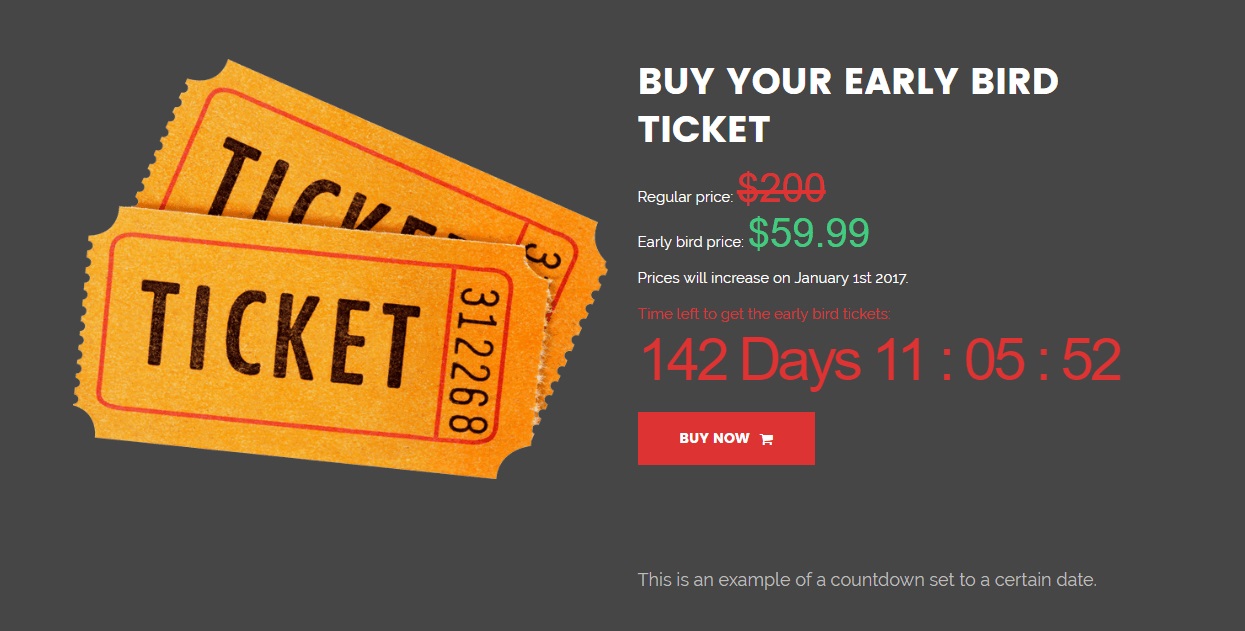 TICKET
3
TICKET
312268
BUY YOUR EARLY BIRD
TICKET
Regular price: $200
Early bird price: $59.99
Prices will increase on January 1st 2017.
Time left to get the early bird tickets:
142 Days 11 : 05 : 52
BUY NOW
This is an example of a countdown set to a certain date.